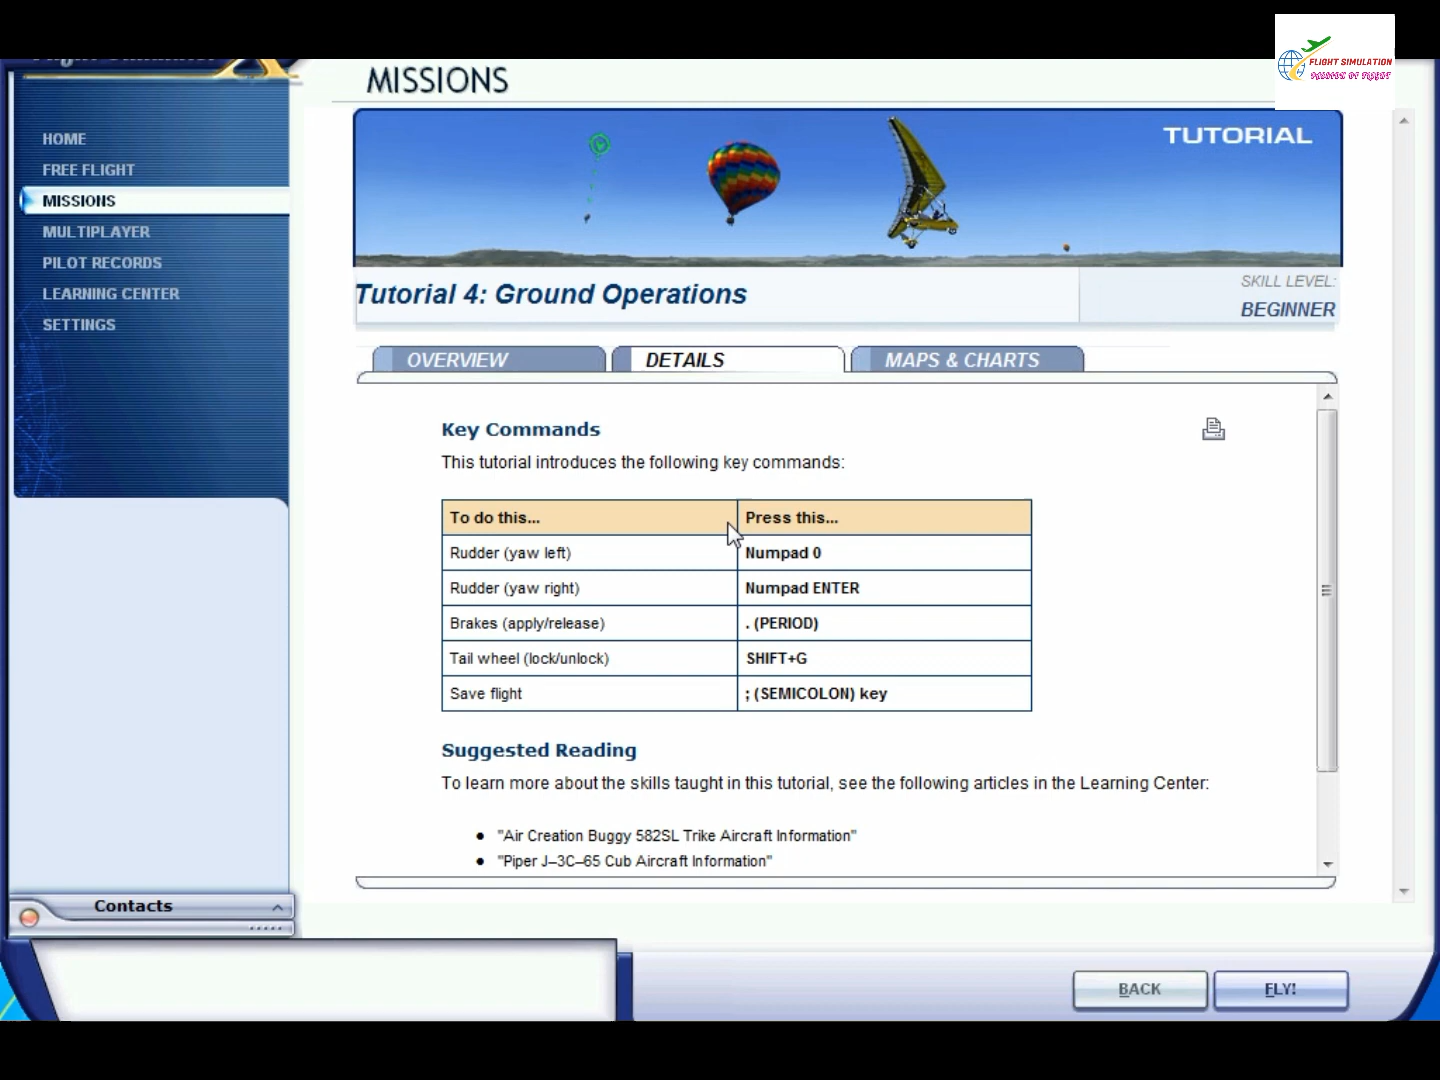 MISSIONS
FLIGHT SIMULATION
TUTORIAL
HOME
FREE FLIGHT
MISSIONS
MULTIPLAYER
PILOT RECORDS
LEARNING CENTER
SETTINGS
Tutorial 4: Ground Operations
SKILL LEVEL:
BEGINNER
OVERVIEW
DETAILS
MAPS & CHARTS
Key Commands
This tutorial introduces the following key commands:
To do this... Press this...
Rudder (yaw left) Numpad 0
Rudder (yaw right) Numpad ENTER
Brakes (apply/release) . (PERIOD)
Tail wheel (lock/unlock) SHIFT+G
Save flight ; (SEMICOLON) key
Suggested Reading
To learn more about the skills taught in this tutorial, see the following articles in the Learning Center:
● "Air Creation Buggy 582SL Trike Aircraft Information"
● "Piper J–3C–65 Cub Aircraft Information"
Contacts
BACK
FLY!